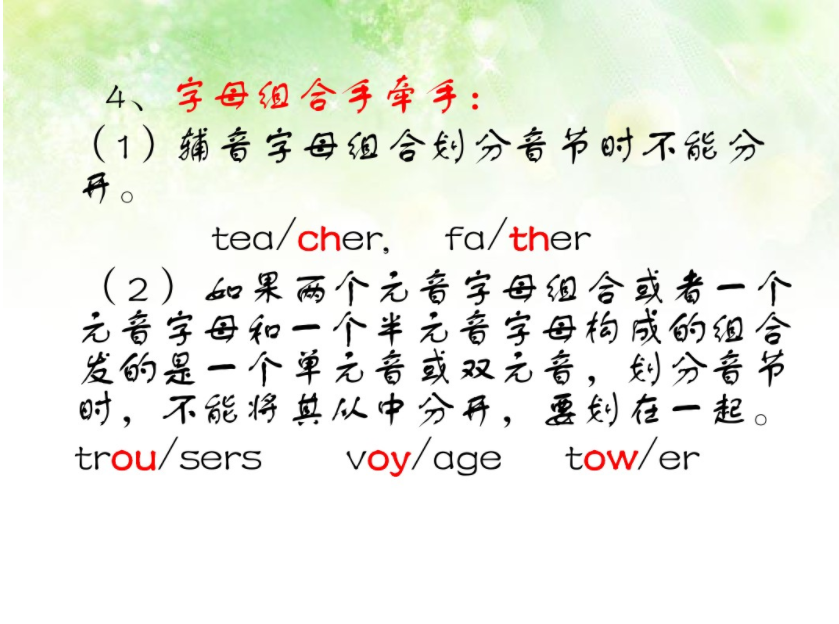 4、字母组合手牵手：
（1）辅音字母组合划分音节时不能分
开。
tea/cher, fa/ther
（2）如果两个元音字母组合或者一个
元音字母和一个半元音字母构成的组合
发的是一个单元音或双元音，划分音节
时，不能将其从中分开，要划在一起。
trou/sers voy/age tow/er